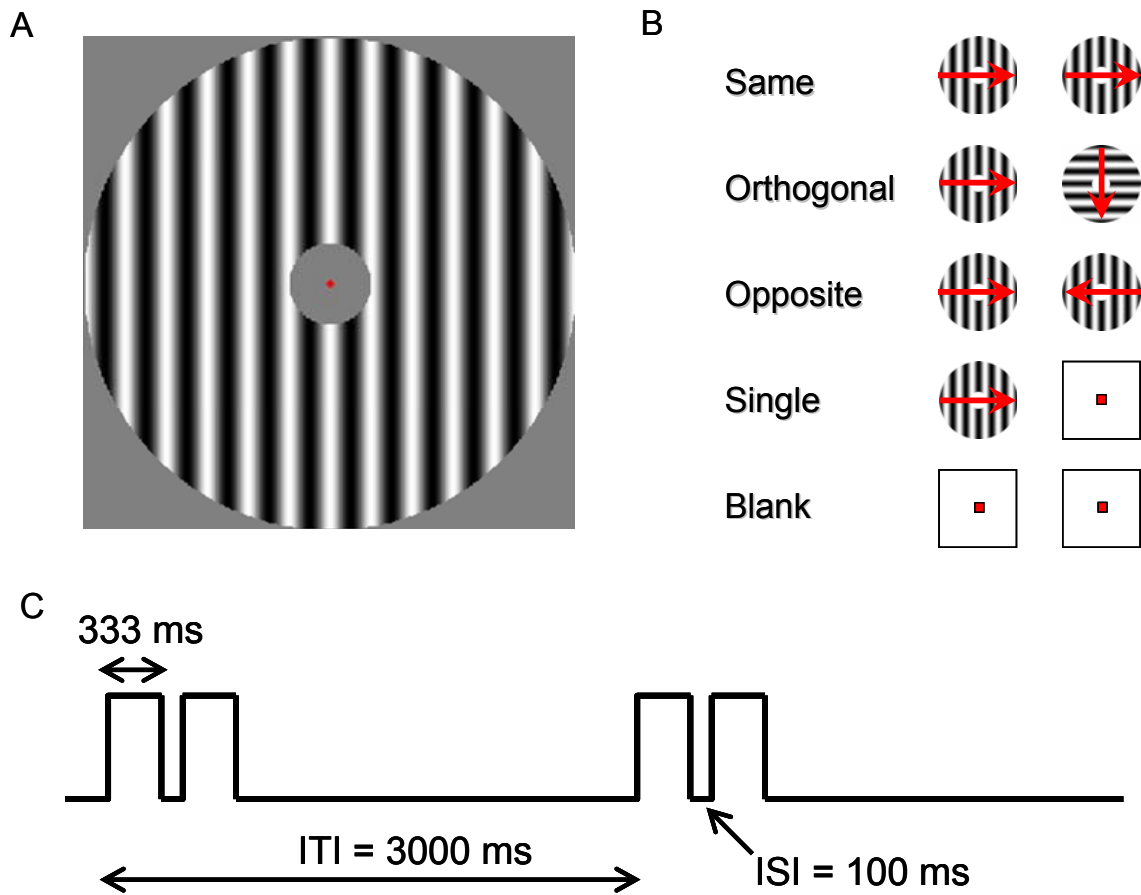 A
B
Same
Orthogonal
Opposite
Single
Blank
C
333 ms
ITI = 3000 ms
ISI = 100 ms